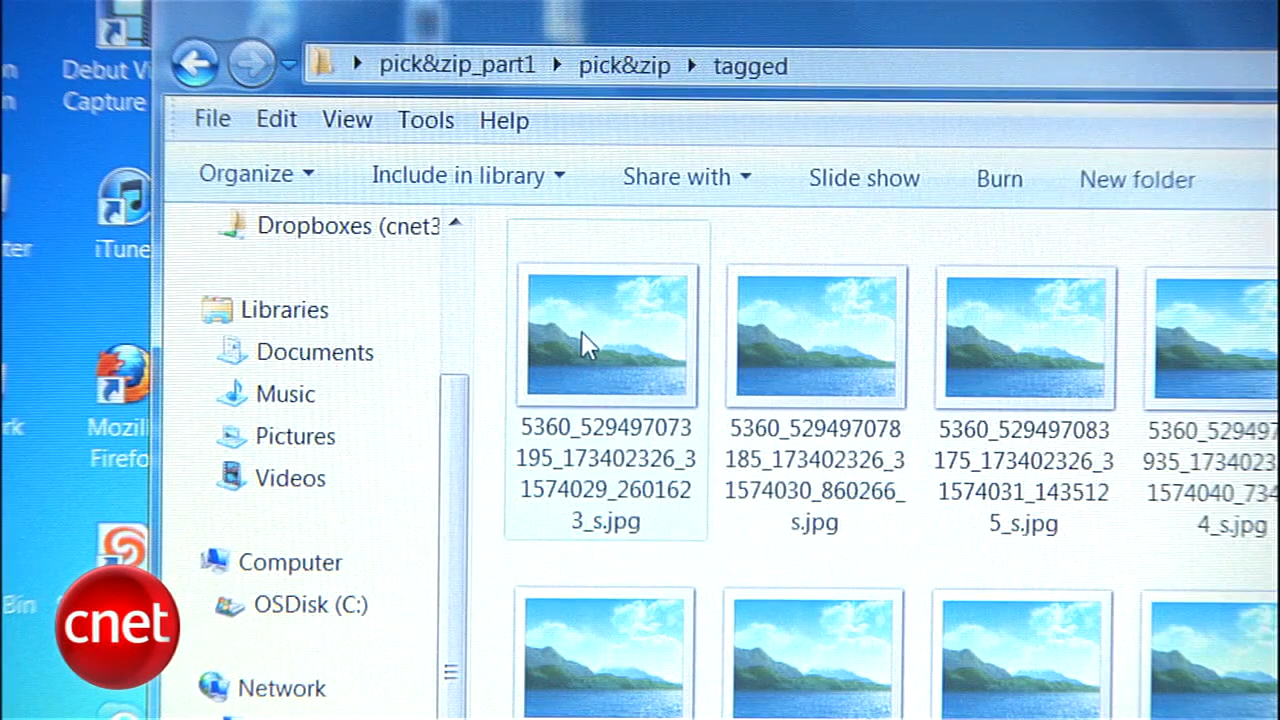 Debut Vi
Capture
pick&zip_part1 pick&zip tagged
File Edit View Tools Help
Organize Include in library Share with Slide show Burn New folder
Dropboxes (cnet3
Libraries
Documents
Music
Pictures
Videos
Computer
OSDisk (C:)
Network
iTune
Mozil
Firefo
Bin
5360_529497073
195_173402326_3
1574029_260162
3_s.jpg
5360_529497078
185_173402326_3
1574030_860266_
s.jpg
5360_529497083
175_173402326_3
1574031_143512
5_s.jpg
5360_529497
935_1734023
1574040_734
4_s.jpg
cnet